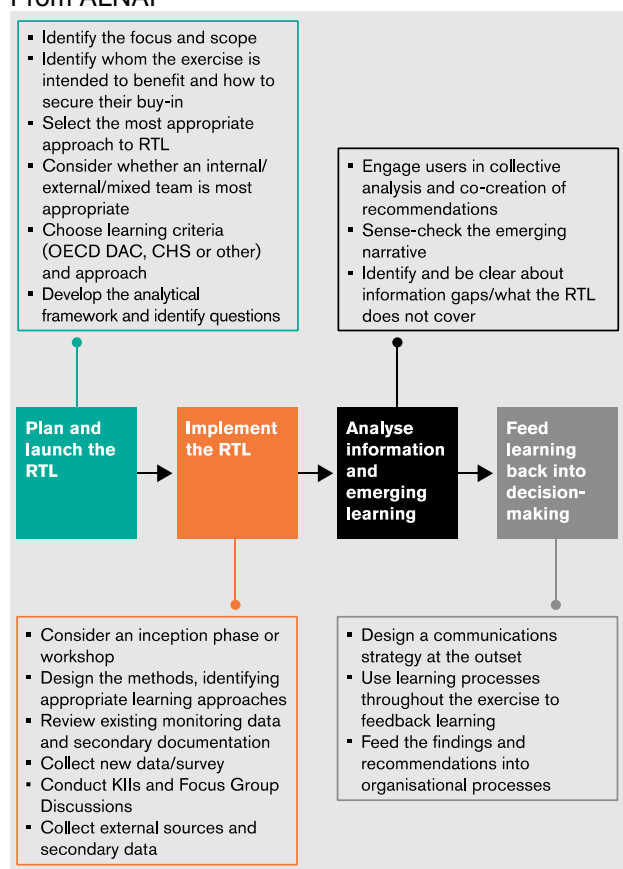 From ALNAP
▪ Identify the focus and scope
▪ Identify whom the exercise is
intended to benefit and how to
secure their buy-in
▪ Select the most appropriate
approach to RTL
▪ Consider whether an internal/
external/mixed team is most
appropriate
▪ Choose learning criteria
(OECD DAC, CHS or other)
and approach
▪ Develop the analytical
framework and identify questions
▪ Engage users in collective
analysis and co-creation of
recommendations
▪ Sense-check the emerging
narrative
▪ Identify and be clear about
information gaps/what the RTL
does not cover
Plan and
launch the
RTL
Implement
the RTL
Analyse
information
and
emerging
learning
Feed
learning
back into
decision-
making
▪ Consider an inception phase or
workshop
▪ Design the methods, identifying
appropriate learning approaches
▪ Review existing monitoring data
and secondary documentation
▪ Collect new data/survey
▪ Conduct KIIs and Focus Group
Discussions
▪ Collect external sources and
secondary data
▪ Design a communications
strategy at the outset
▪ Use learning processes
throughout the exercise to
feedback learning
▪ Feed the findings and
recommendations into
organisational processes